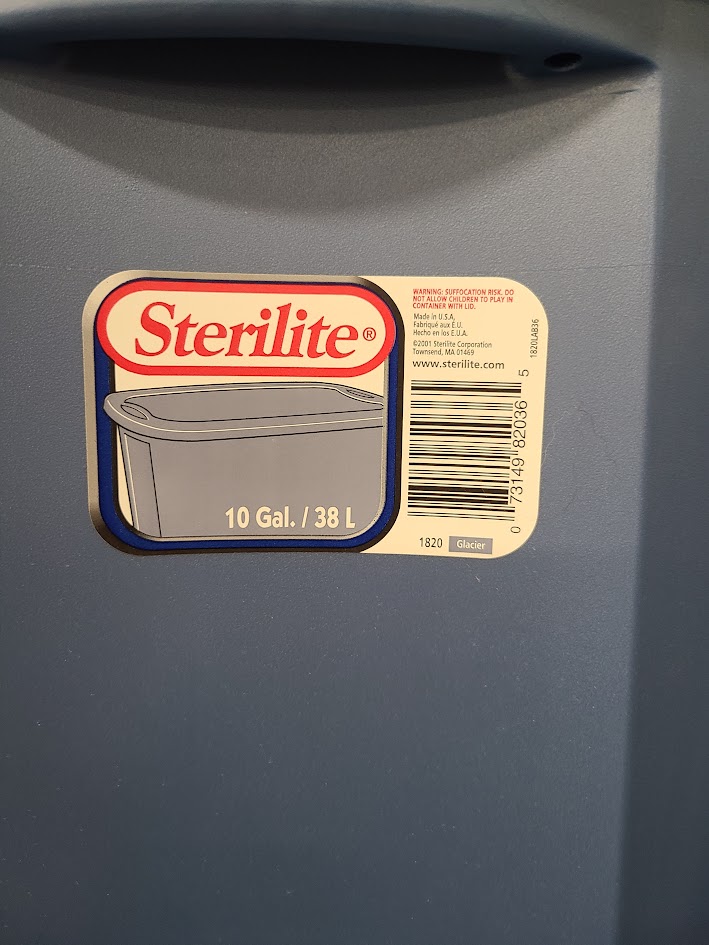 Sterilite®
10 Gal. / 38 L
WARNING: SUFFOCATION RISK. DO
NOT ALLOW CHILDREN TO PLAY IN
CONTAINER WITH LID.
Made in U.S.A.
Fabriqué aux É.U.
Hecho en los E.U.A.
©2001 Sterilite Corporation
Townsend, MA 01469
www.sterilite.com
1820LAB36
0 73149 82036 5
1820 Glacier